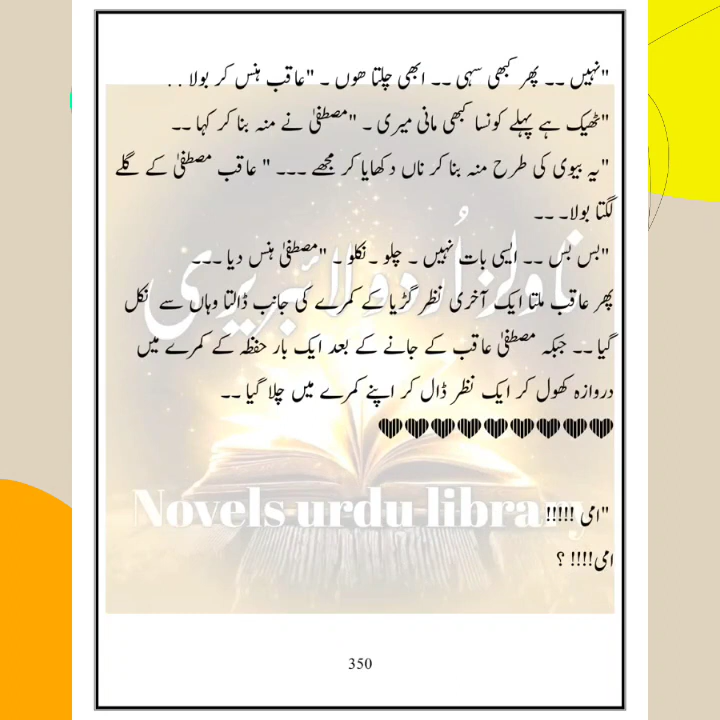 "نہیں ۔۔ پھر کبھی سہی ۔۔ ابھی چلتا ھوں ۔ "عاقب ہنس کر بولا ۔ ۔
"ٹھیک ہے پہلے کونسا کبھی مانی میری ۔ "مصطفیٰ نے منہ بنا کر کہا ۔۔
"یہ بیوی کی طرح منہ بنا کر ناں دکھایا کر مجھے ۔۔۔ " عاقب مصطفیٰ کے گلے
لگتا بولا۔ ۔۔
"بس بس ۔۔ ایسی بات نہیں ۔ چلو ۔نکلو ۔ "مصطفیٰ ہنس دیا ۔۔۔
ناولز اُردو لائبریری
پھر عاقب ملتا ایک آخری نظر گڑیا کے کمرے کی جانب ڈالتا وہاں سے نکل
گیا ۔۔ جبکہ مصطفیٰ عاقب کے جانے کے بعد ایک بار حفظہ کے کمرے میں
دروازہ کھول کر ایک نظر ڈال کر اپنے کمرے میں چلا گیا ۔۔
Novels urdu library
"امی !!!!!
امی!!!! ؟
350